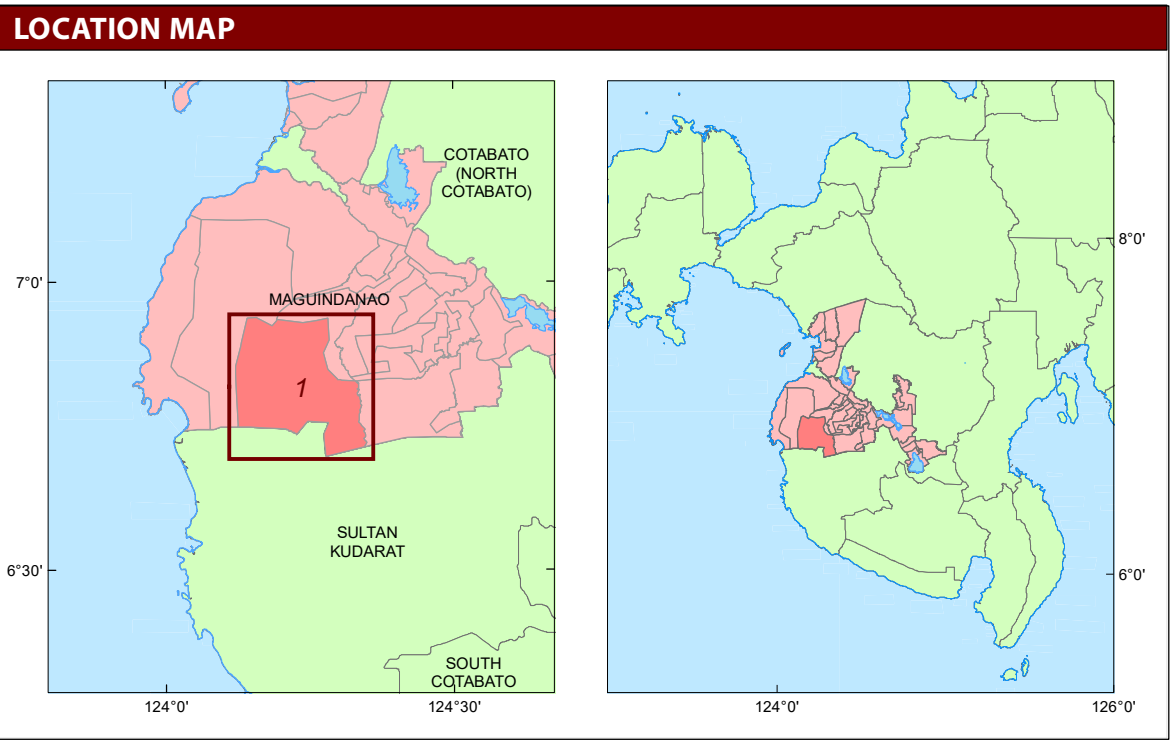 LOCATION MAP
COTABATO
(NORTH
COTABATO)
7°0'
MAGUINDANAO
1
SULTAN
KUDARAT
6°30'
SOUTH
COTABATO
124°0'
124°30'
8°0'
6°0'
124°0'
126°0'